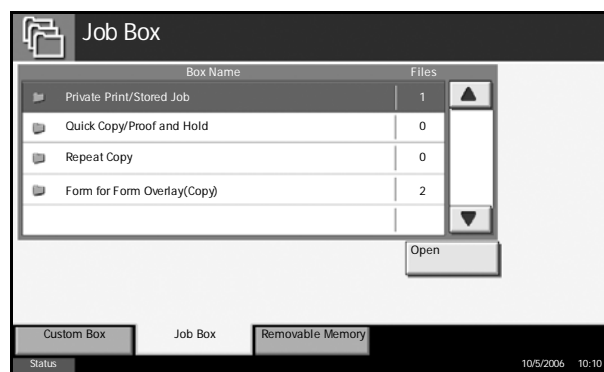 Job Box
Box Name Files
Private Print/Stored Job 1
Quick Copy/Proof and Hold 0
Repeat Copy 0
Form for Form Overlay(Copy) 2
Open
Custom Box Job Box Removable Memory
Status 10/5/2006 10:10